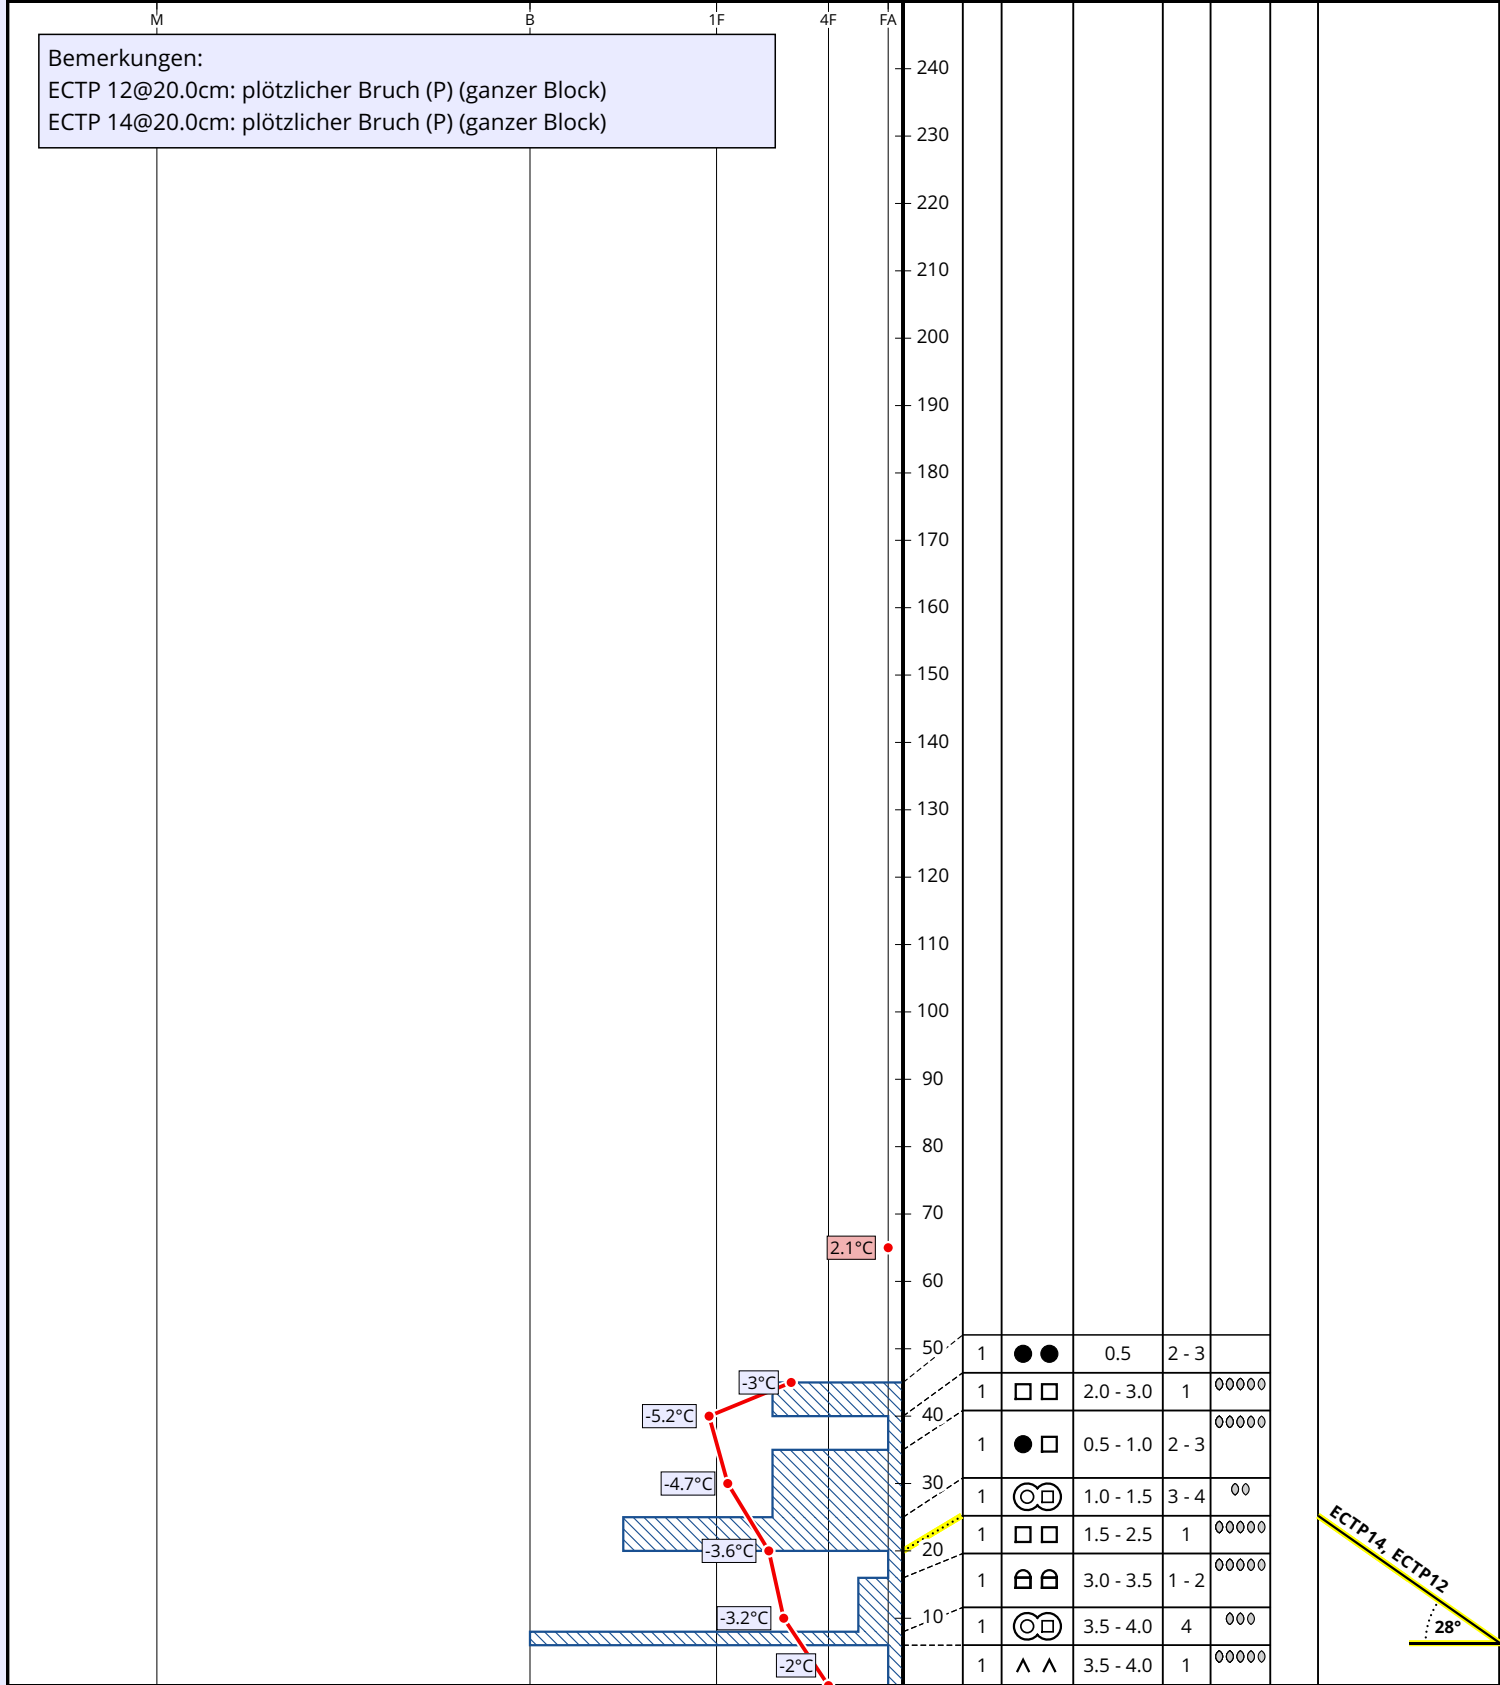 M B 1F 4F FA
Bemerkungen:
ECTP 12@20.0cm: plötzlicher Bruch (P) (ganzer Block)
ECTP 14@20.0cm: plötzlicher Bruch (P) (ganzer Block)
240
230
220
210
200
190
180
170
160
150
140
130
120
110
100
90
80
70
2.1°C
60
50 1 0.5 2 - 3
-3°C
1 2.0 - 3.0 1
-5.2°C 40
1 0.5 - 1.0 2 - 3
-4.7°C 30
1 1.0 - 1.5 3 - 4
1 1.5 - 2.5 1
-3.6°C 20
ECTP14, ECTP12
1 3.0 - 3.5 1 - 2
-3.2°C 10
1 3.5 - 4.0 4
28°
-2°C 1 3.5 - 4.0 1